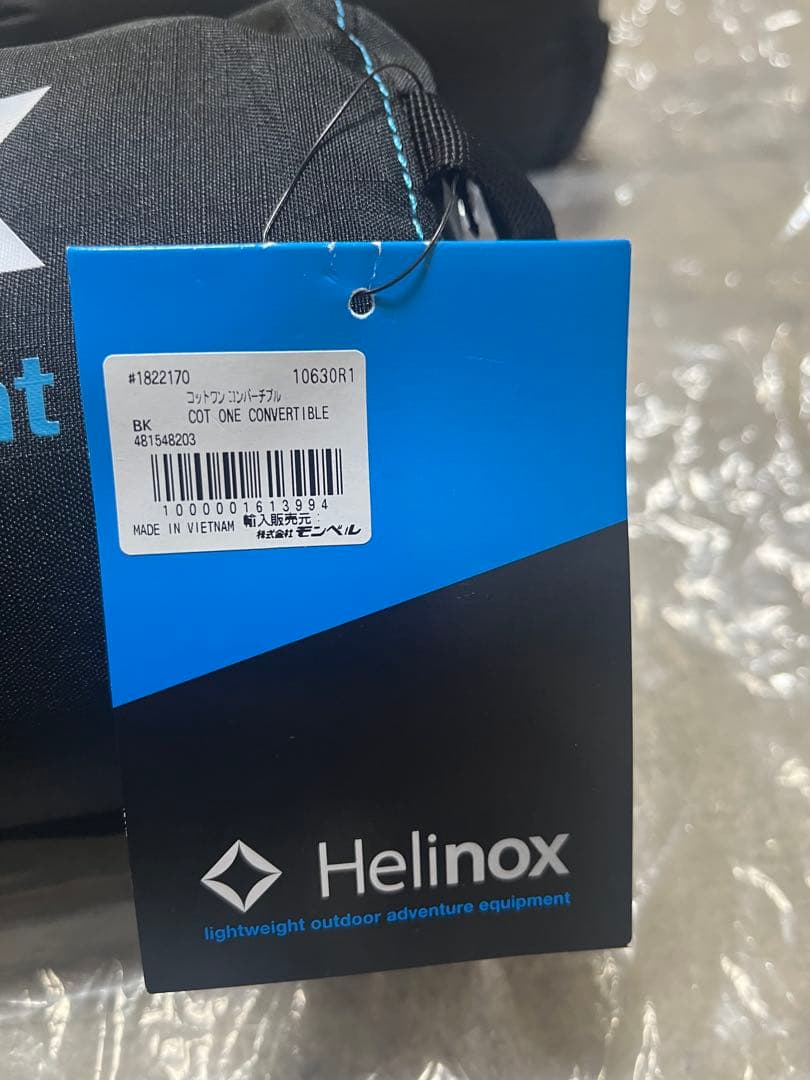 #1822170 10630R1
コットワン コンバーチブル
COT ONE CONVERTIBLE
BK
481548203
1000001613994
MADE IN VIETNAM 輸入販売元:
株式会社 モンベル
Helinox
lightweight outdoor adventure equipment